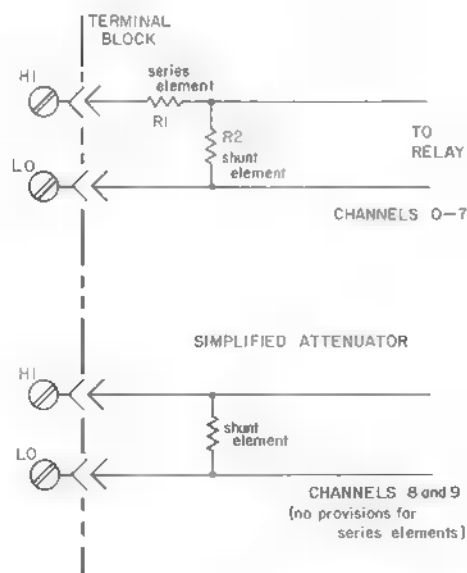 TERMINAL
BLOCK
HI
series
element
R1
R2
shunt
element
LO
TO
RELAY
CHANNELS 0-7
SIMPLIFIED ATTENUATOR
HI
shunt
element
LO
CHANNELS 8 and 9
(no provisions for
series elements)